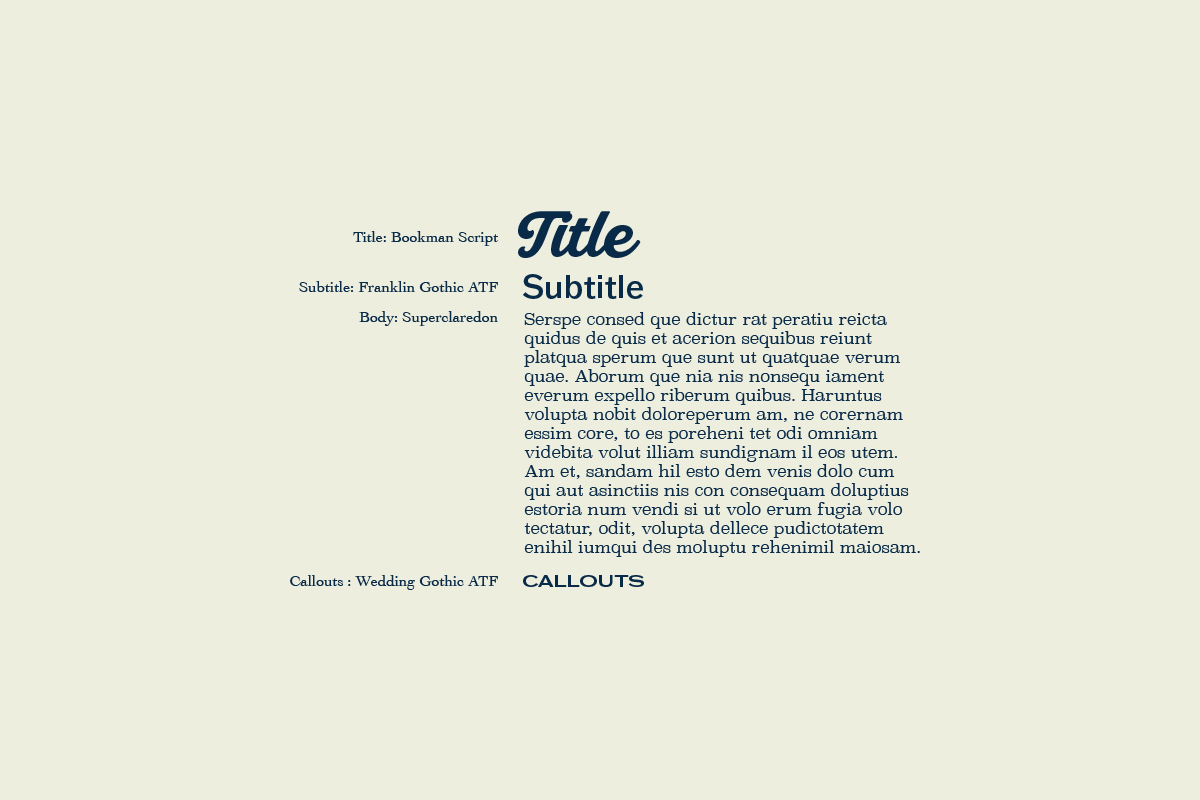 Title: Bookman Script
Title
Subtitle: Franklin Gothic ATF
Subtitle
Body: Superclaredon
Serspe consed que dictur rat peratiu reicta
quidus de quis et acerion sequibus reiunt
platqua sperum que sunt ut quatquae verum
quae. Aborum que nia nis nonsequ iament
everum expello riberum quibus. Haruntus
volupta nobit doloreperum am, ne corernam
essim core, to es poreheni tet odi omniam
videbita volut illiam sundignam il eos utem.
Am et, sandam hil esto dem venis dolo cum
qui aut asinctiis nis con consequam doluptius
estoria num vendi si ut volo erum fugia volo
tectatur, odit, volupta dellece pudictotatem
enihil iumqui des moluptu rehenimil maiosam.
Callouts : Wedding Gothic ATF
CALLOUTS